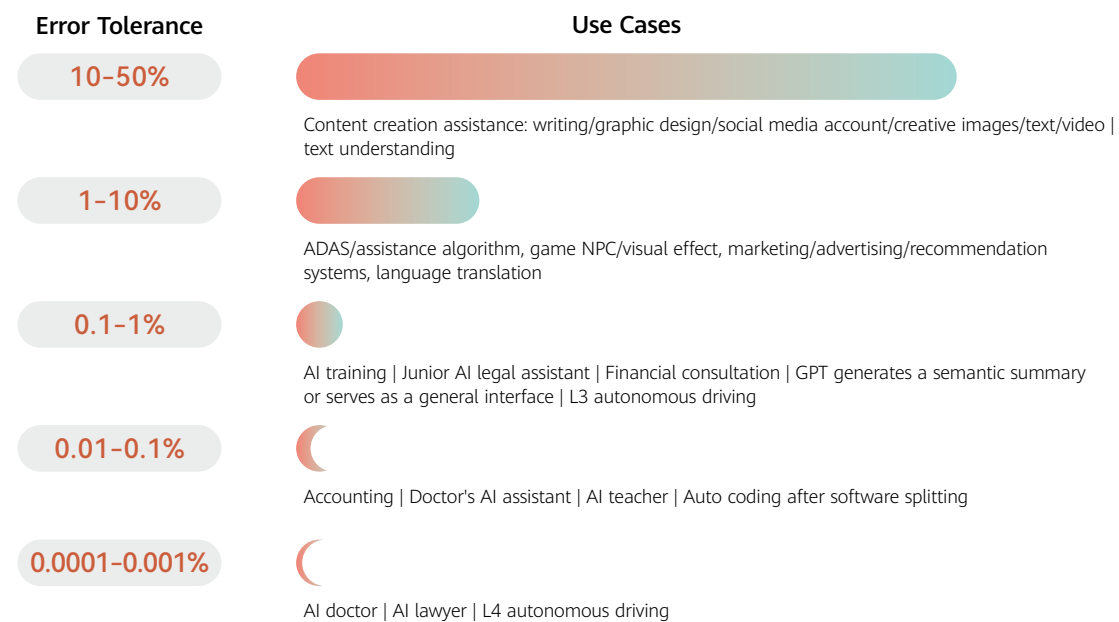 Error Tolerance
Use Cases
10–50%
Content creation assistance: writing/graphic design/social media account/creative images/text/video |
text understanding
1–10%
ADAS/assistance algorithm, game NPC/visual effect, marketing/advertising/recommendation
systems, language translation
0.1–1%
AI training | Junior AI legal assistant | Financial consultation | GPT generates a semantic summary
or serves as a general interface | L3 autonomous driving
0.01–0.1%
Accounting | Doctor's AI assistant | AI teacher | Auto coding after software splitting
0.0001–0.001%
AI doctor | AI lawyer | L4 autonomous driving